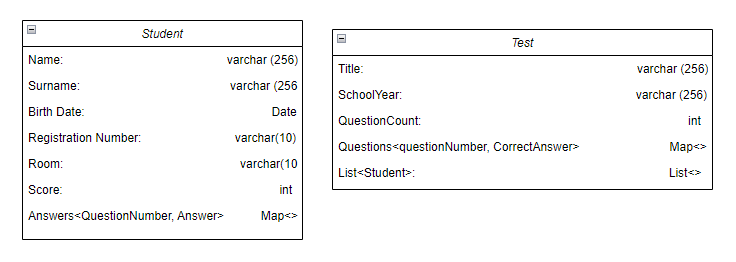 Student
Name: varchar (256)
Surname: varchar (256
Birth Date: Date
Registration Number: varchar(10)
Room: varchar(10
Score: int
Answers<QuestionNumber, Answer> Map<>
Test
Title: varchar (256)
SchoolYear: varchar (256)
QuestionCount: int
Questions<questionNumber, CorrectAnswer> Map<>
List<Student>: List<>